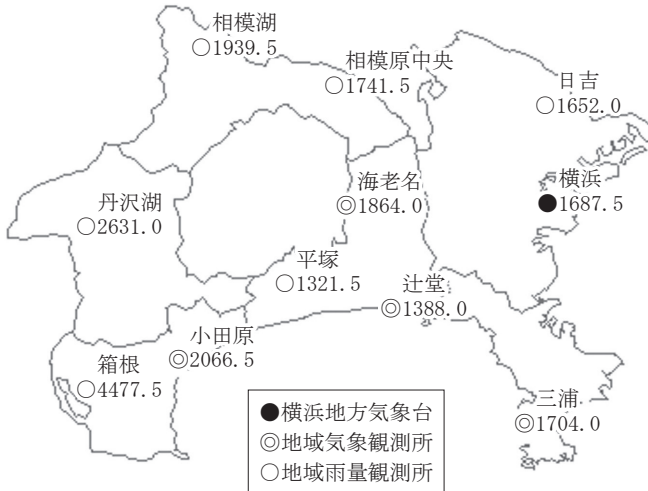 相模湖
○1939.5
相模原中央
○1741.5
日吉
○1652.0
丹沢湖
○2631.0
海老名
◎1864.0
横浜
●1687.5
平塚
○1321.5
辻堂
◎1388.0
小田原
◎2066.5
箱根
○4477.5
三浦
◎1704.0
●横浜地方気象台
◎地域気象観測所
○地域雨量観測所